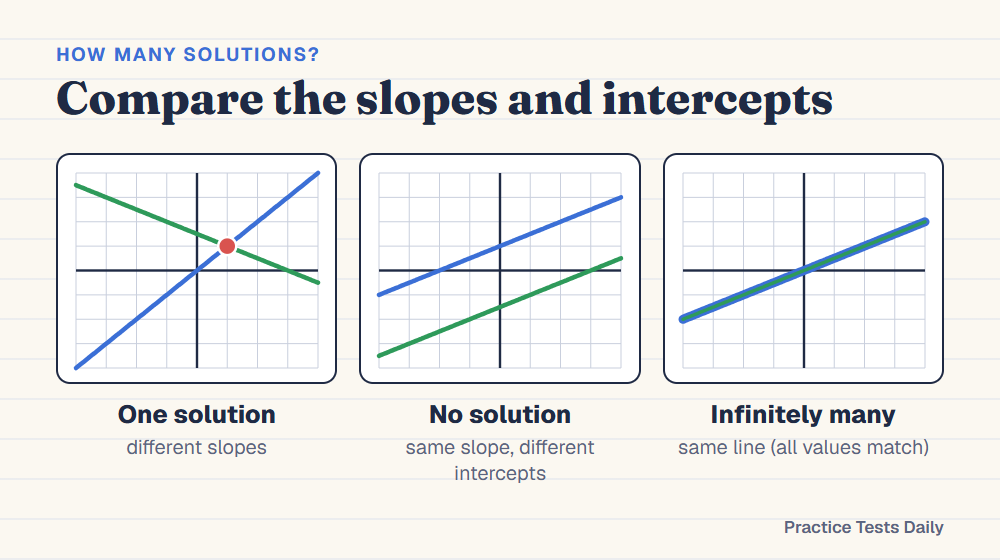 HOW MANY SOLUTIONS?
Compare the slopes and intercepts
One solution
different slopes
No solution
same slope, different
intercepts
Infinitely many
same line (all values match)
Practice Tests Daily